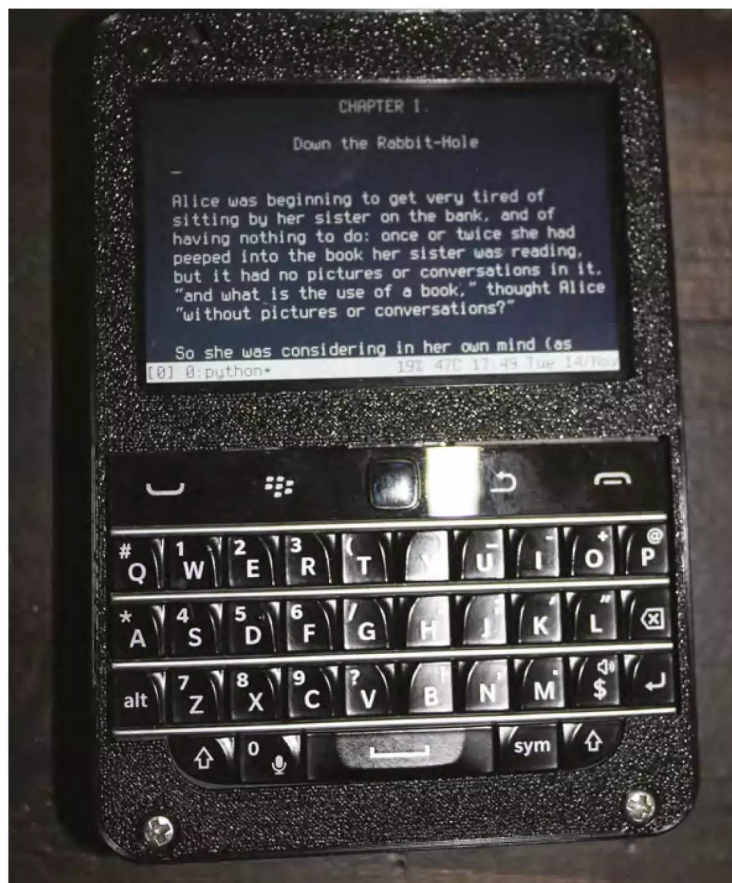 CHAPTER I.
Down the Rabbit-Hole
Alice was beginning to get very tired of
sitting by her sister on the bank, and of
having nothing to do: once or twice she had
peeped into the book her sister was reading,
but it had no pictures or conversations in it,
“and what is the use of a book,” thought Alice
“without pictures or conversations?”
So she was considering in her own mind (as
[0] 0:python* 19% 47C 17:49 Tue 14/Nov
# 1 2 3 ( ) _ - + @
Q W E R T Y U I O P
* 4 5 6 / : ; ' "
A S D F G H J K L
7 8 9 ? ! , .
alt Z X C V B N M $
0 sym